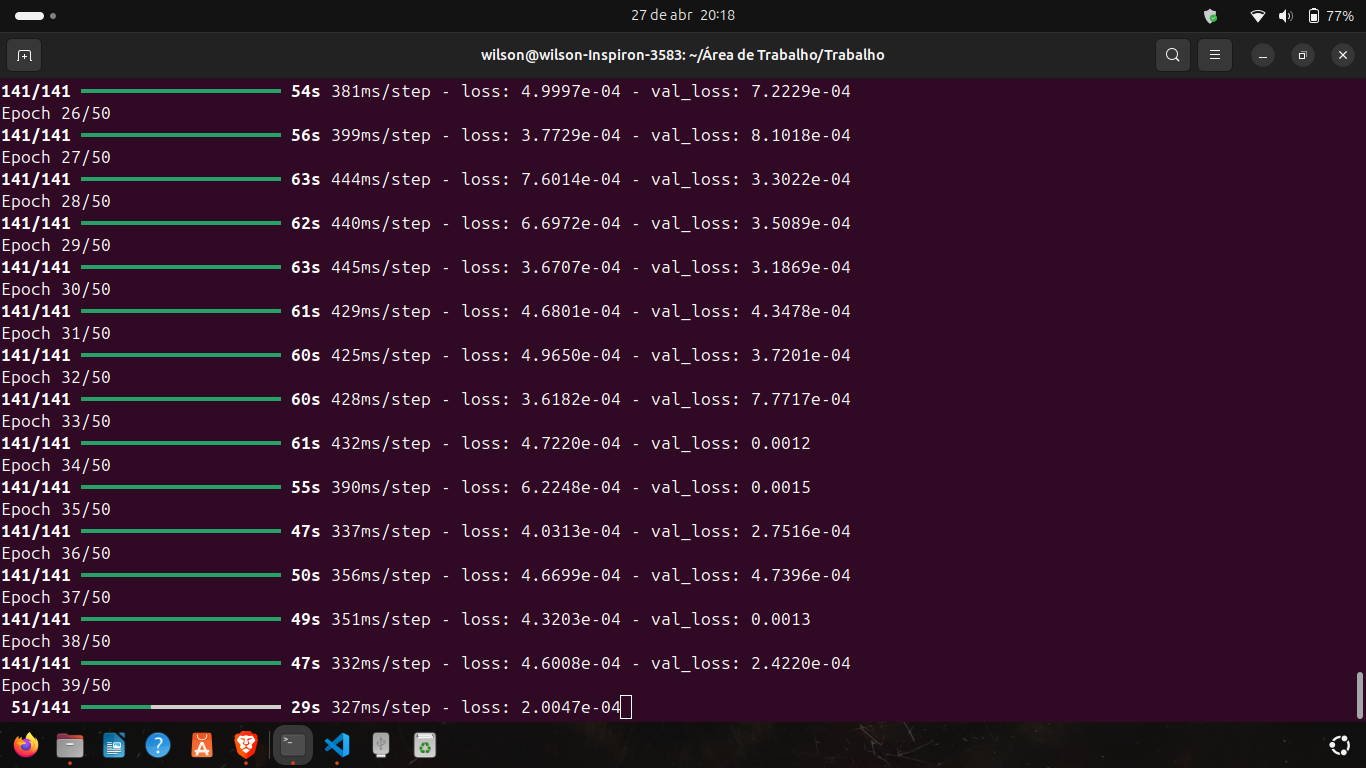 27 de abr 20:18
77%
wilson@wilson-Inspiron-3583: ~/Área de Trabalho/Trabalho
141/141 54s 381ms/step - loss: 4.9997e-04 - val_loss: 7.2229e-04
Epoch 26/50
141/141 56s 399ms/step - loss: 3.7729e-04 - val_loss: 8.1018e-04
Epoch 27/50
141/141 63s 444ms/step - loss: 7.6014e-04 - val_loss: 3.3022e-04
Epoch 28/50
141/141 62s 440ms/step - loss: 6.6972e-04 - val_loss: 3.5089e-04
Epoch 29/50
141/141 63s 445ms/step - loss: 3.6707e-04 - val_loss: 3.1869e-04
Epoch 30/50
141/141 61s 429ms/step - loss: 4.6801e-04 - val_loss: 4.3478e-04
Epoch 31/50
141/141 60s 425ms/step - loss: 4.9650e-04 - val_loss: 3.7201e-04
Epoch 32/50
141/141 60s 428ms/step - loss: 3.6182e-04 - val_loss: 7.7717e-04
Epoch 33/50
141/141 61s 432ms/step - loss: 4.7220e-04 - val_loss: 0.0012
Epoch 34/50
141/141 55s 390ms/step - loss: 6.2248e-04 - val_loss: 0.0015
Epoch 35/50
141/141 47s 337ms/step - loss: 4.0313e-04 - val_loss: 2.7516e-04
Epoch 36/50
141/141 50s 356ms/step - loss: 4.6699e-04 - val_loss: 4.7396e-04
Epoch 37/50
141/141 49s 351ms/step - loss: 4.3203e-04 - val_loss: 0.0013
Epoch 38/50
141/141 47s 332ms/step - loss: 4.6008e-04 - val_loss: 2.4220e-04
Epoch 39/50
51/141 29s 327ms/step - loss: 2.0047e-04